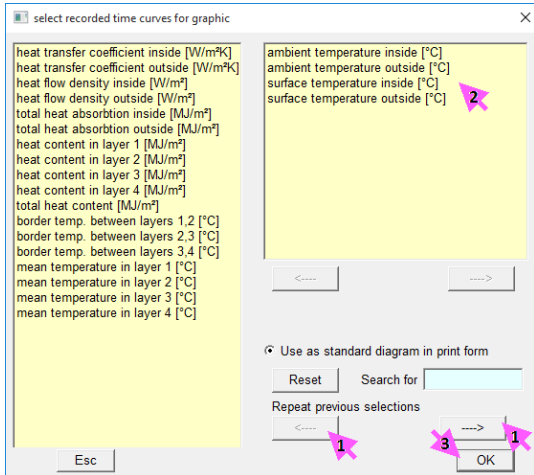 select recorded time curves for graphic
heat transfer coefficient inside [W/m²K]
heat transfer coefficient outside [W/m²K]
heat flow density inside [W/m²]
heat flow density outside [W/m²]
total heat absorbtion inside [MJ/m²]
total heat absorbtion outside [MJ/m²]
heat content in layer 1 [MJ/m²]
heat content in layer 2 [MJ/m²]
heat content in layer 3 [MJ/m²]
heat content in layer 4 [MJ/m²]
total heat content [MJ/m²]
border temp. between layers 1,2 [°C]
border temp. between layers 2,3 [°C]
border temp. between layers 3,4 [°C]
mean temperature in layer 1 [°C]
mean temperature in layer 2 [°C]
mean temperature in layer 3 [°C]
mean temperature in layer 4 [°C]
ambient temperature inside [°C]
ambient temperature outside [°C]
surface temperature inside [°C]
surface temperature outside [°C]
2
<---- ---->
Use as standard diagram in print form
Reset Search for
Repeat previous selections
<---- ---->
1 3 1
Esc OK